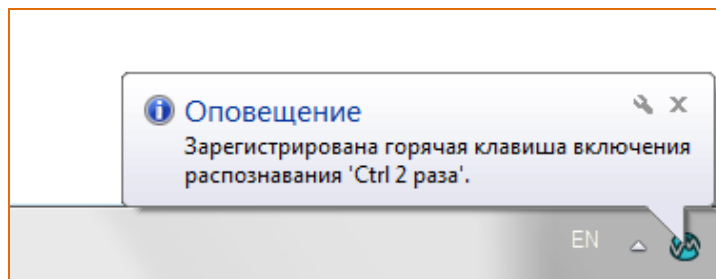 Оповещение
Зарегистрирована горячая клавиша включения
распознавания 'Ctrl 2 раза'.
EN